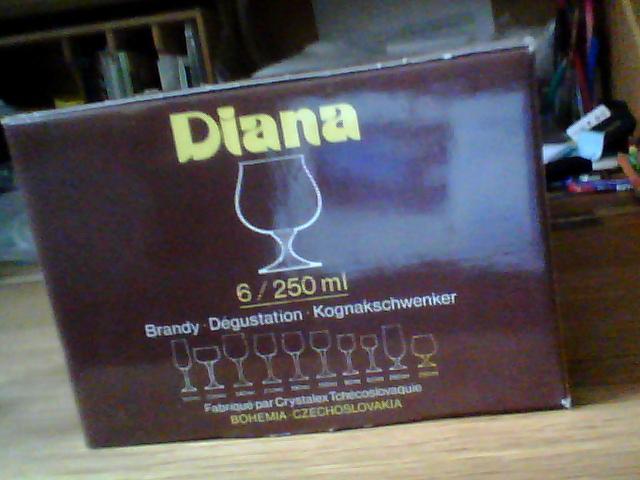 Diana
6 / 250 ml
Brandy · Dégustation · Kognakschwenker
Fabriqué par Crystalex Tchécoslovaquie
BOHEMIA · CZECHOSLOVAKIA